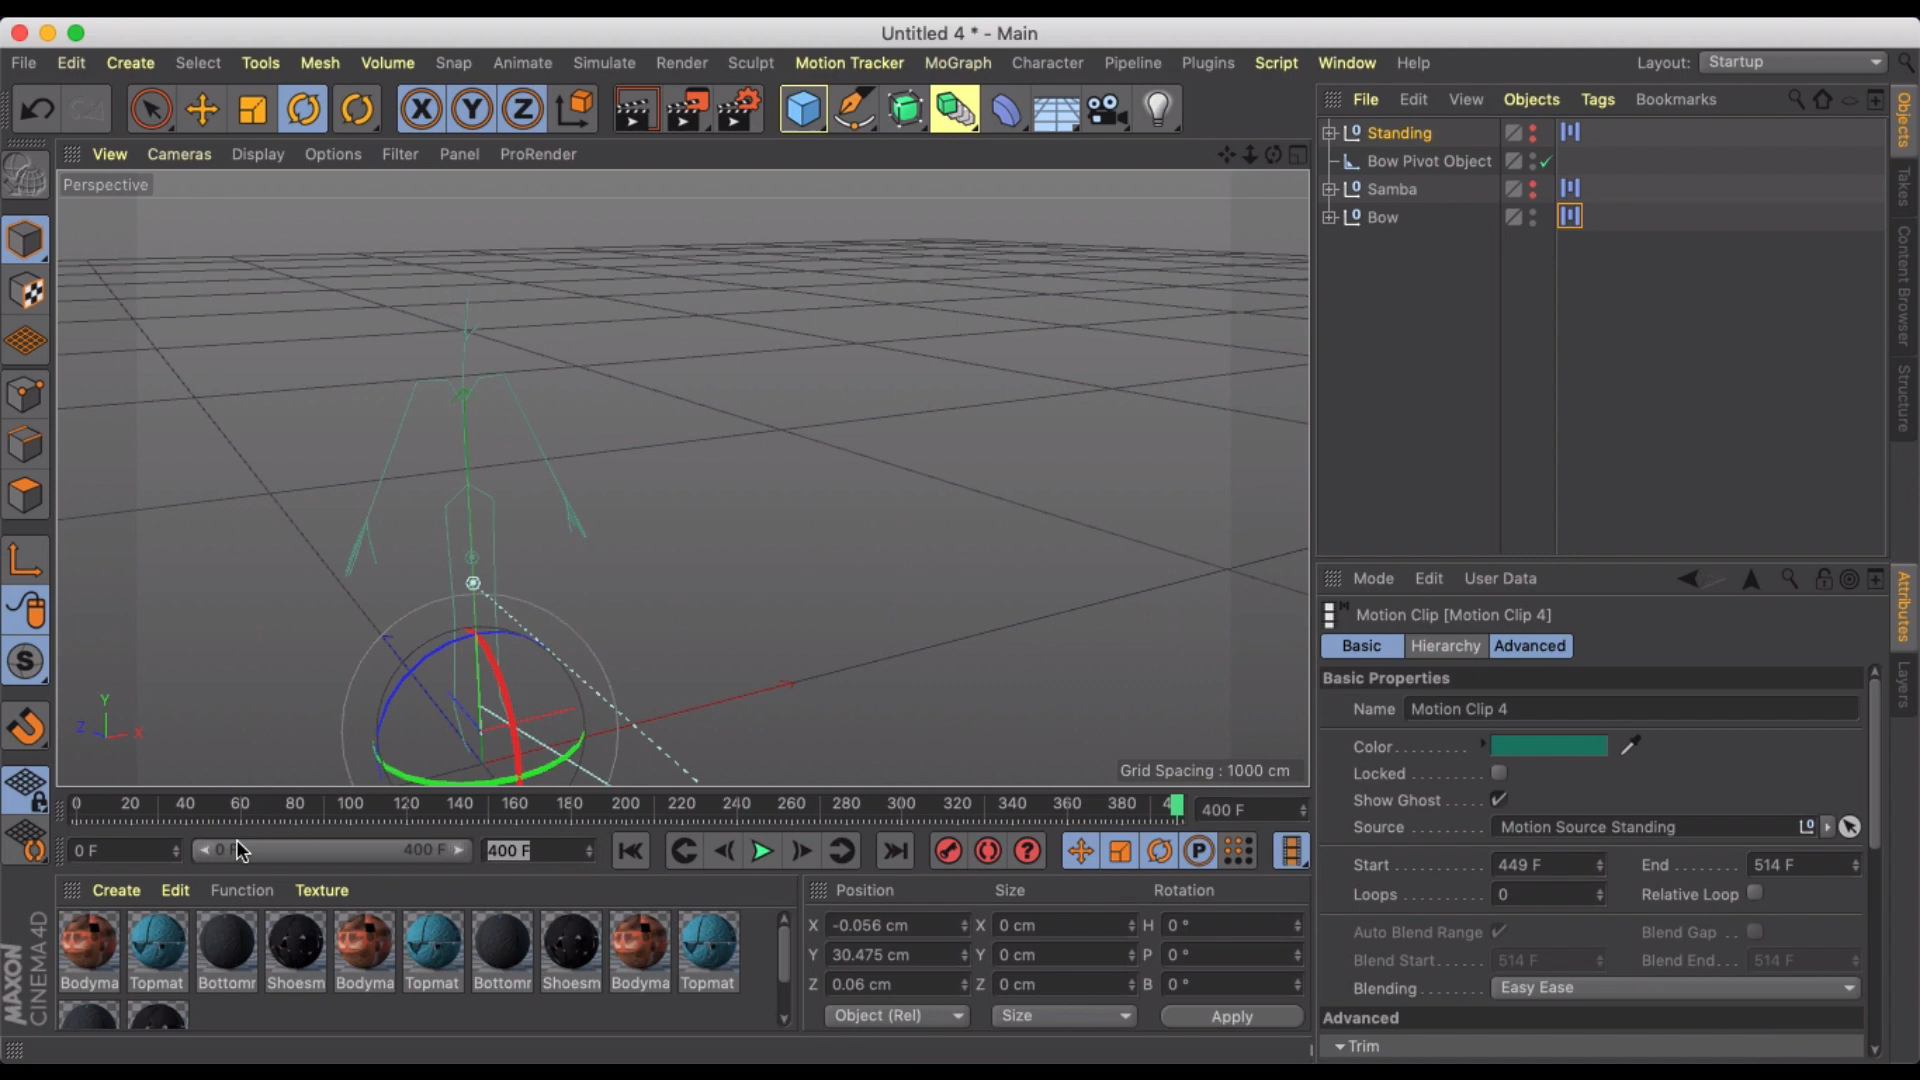 Untitled 4 * - Main
File Edit Create Select Tools Mesh Volume Snap Animate Simulate Render Sculpt Motion Tracker MoGraph Character Pipeline Plugins Script Window Help Layout: Startup
X Y Z
File Edit View Objects Tags Bookmarks
View Cameras Display Options Filter Panel ProRender
Perspective
Standing
Bow Pivot Object
Samba
Bow
Objects
Takes
Content Browser
Structure
Mode Edit User Data
Motion Clip [Motion Clip 4]
Basic Hierarchy Advanced
Basic Properties
Name Motion Clip 4
Color
Locked
Show Ghost
Source Motion Source Standing
Start 449 F End 514 F
Loops 0 Relative Loop
Auto Blend Range Blend Gap
Blend Start 514 F Blend End 514 F
Blending Easy Ease
Advanced
Trim
Attributes
Layers
Y
Z X
Grid Spacing : 1000 cm
0 20 40 60 80 100 120 140 160 180 200 220 240 260 280 300 320 340 360 380 4 400 F
0 F 0 F 400 F 400 F
Create Edit Function Texture
Bodyma Topmat Bottomr Shoesm Bodyma Topmat Bottomr Shoesm Bodyma Topmat
Position Size Rotation
X -0.056 cm X 0 cm H 0 °
Y 30.475 cm Y 0 cm P 0 °
Z 0.06 cm Z 0 cm B 0 °
Object (Rel) Size Apply
MAXON
CINEMA4D